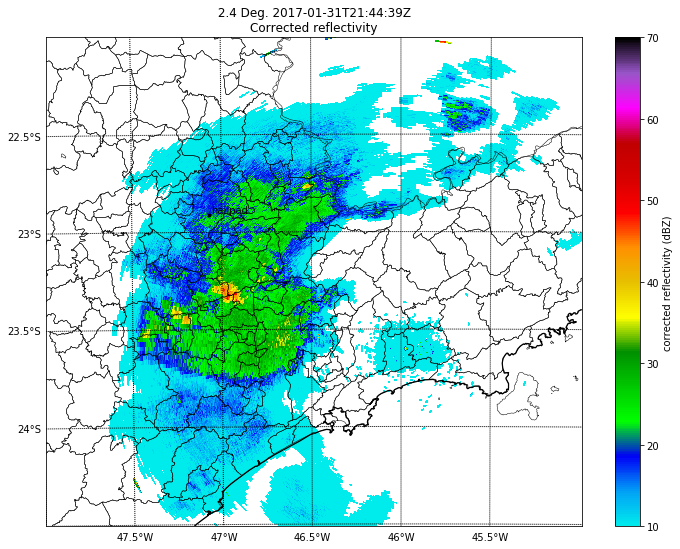 2.4 Deg. 2017-01-31T21:44:39Z
Corrected reflectivity
22.5°S
23°S
23.5°S
24°S
47.5°W
47°W
46.5°W
46°W
45.5°W
70
60
50
40
30
20
10
corrected reflectivity (dBZ)